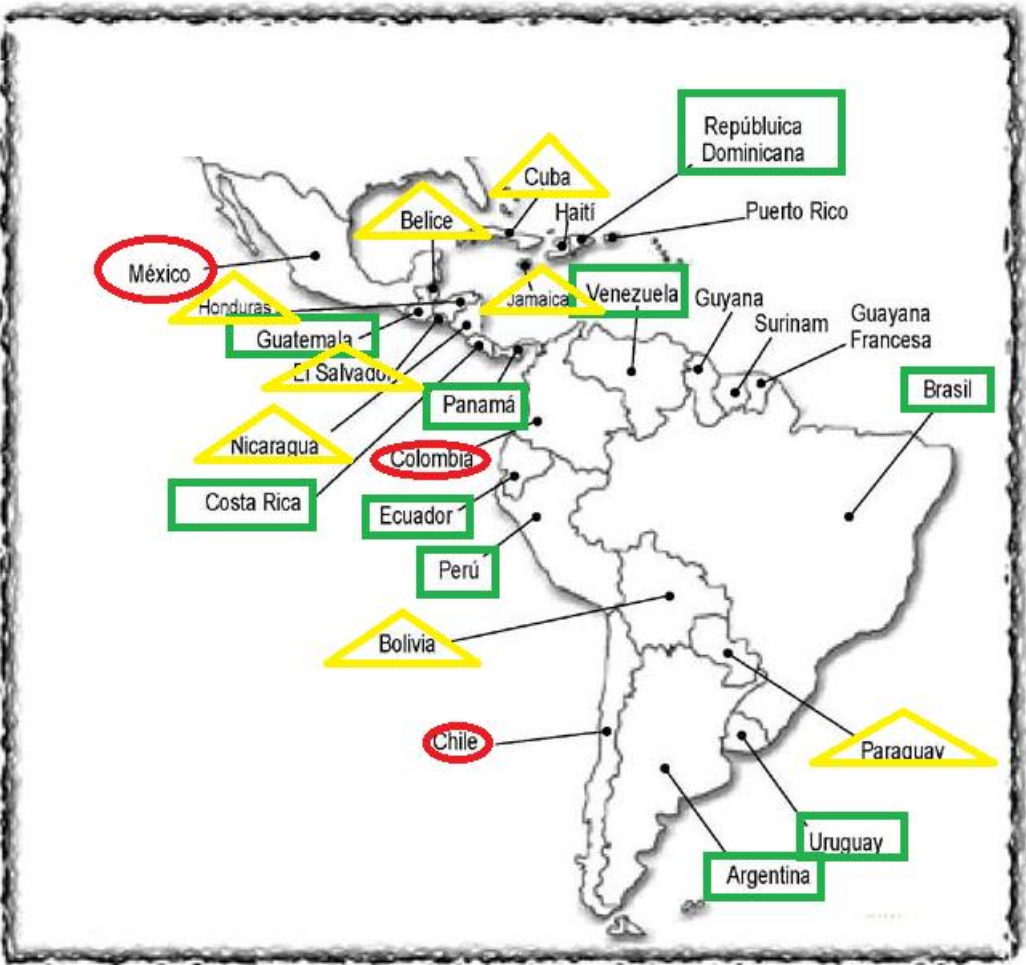 Repúbluica
Dominicana
Cuba
Haití
Puerto Rico
Belice
México
Honduras
Jamaica
Venezuela
Guyana
Surinam
Guayana
Francesa
Guatemala
El Salvador
Panamá
Brasil
Nicaragua
Colombia
Costa Rica
Ecuador
Perú
Bolivia
Chile
Paraguay
Uruguay
Argentina